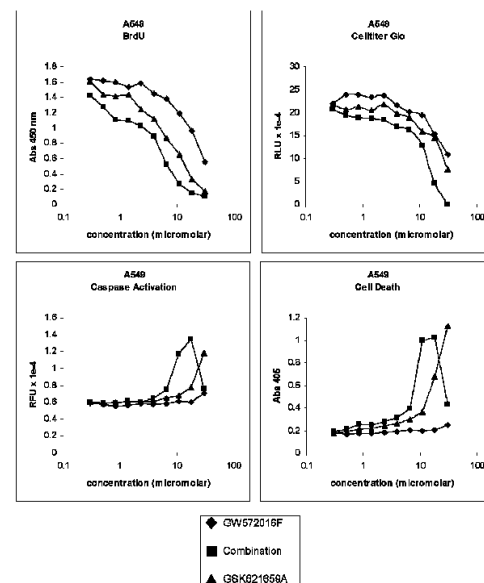 A549
BrdU
1.8
1.6
1.4
1.2
1
0.8
0.6
0.4
0.2
0
Abs 450 nm
0.1
1
10
100
concentration (micromolar)
A549
Celltiter Glo
30
25
20
15
10
5
0
RLU x 1e-4
0.1
1
10
100
concentration (micromolar)
A549
Caspase Activation
1.6
1.4
1.2
1
0.8
0.6
0.4
0.2
0
RFU x 1e-4
0.1
1
10
100
concentration (micromolar)
A549
Cell Death
1.2
1
0.8
0.6
0.4
0.2
0
Abs 405
0.1
1
10
100
concentration (micromolar)
GW572016F
Combination
GSK621659A